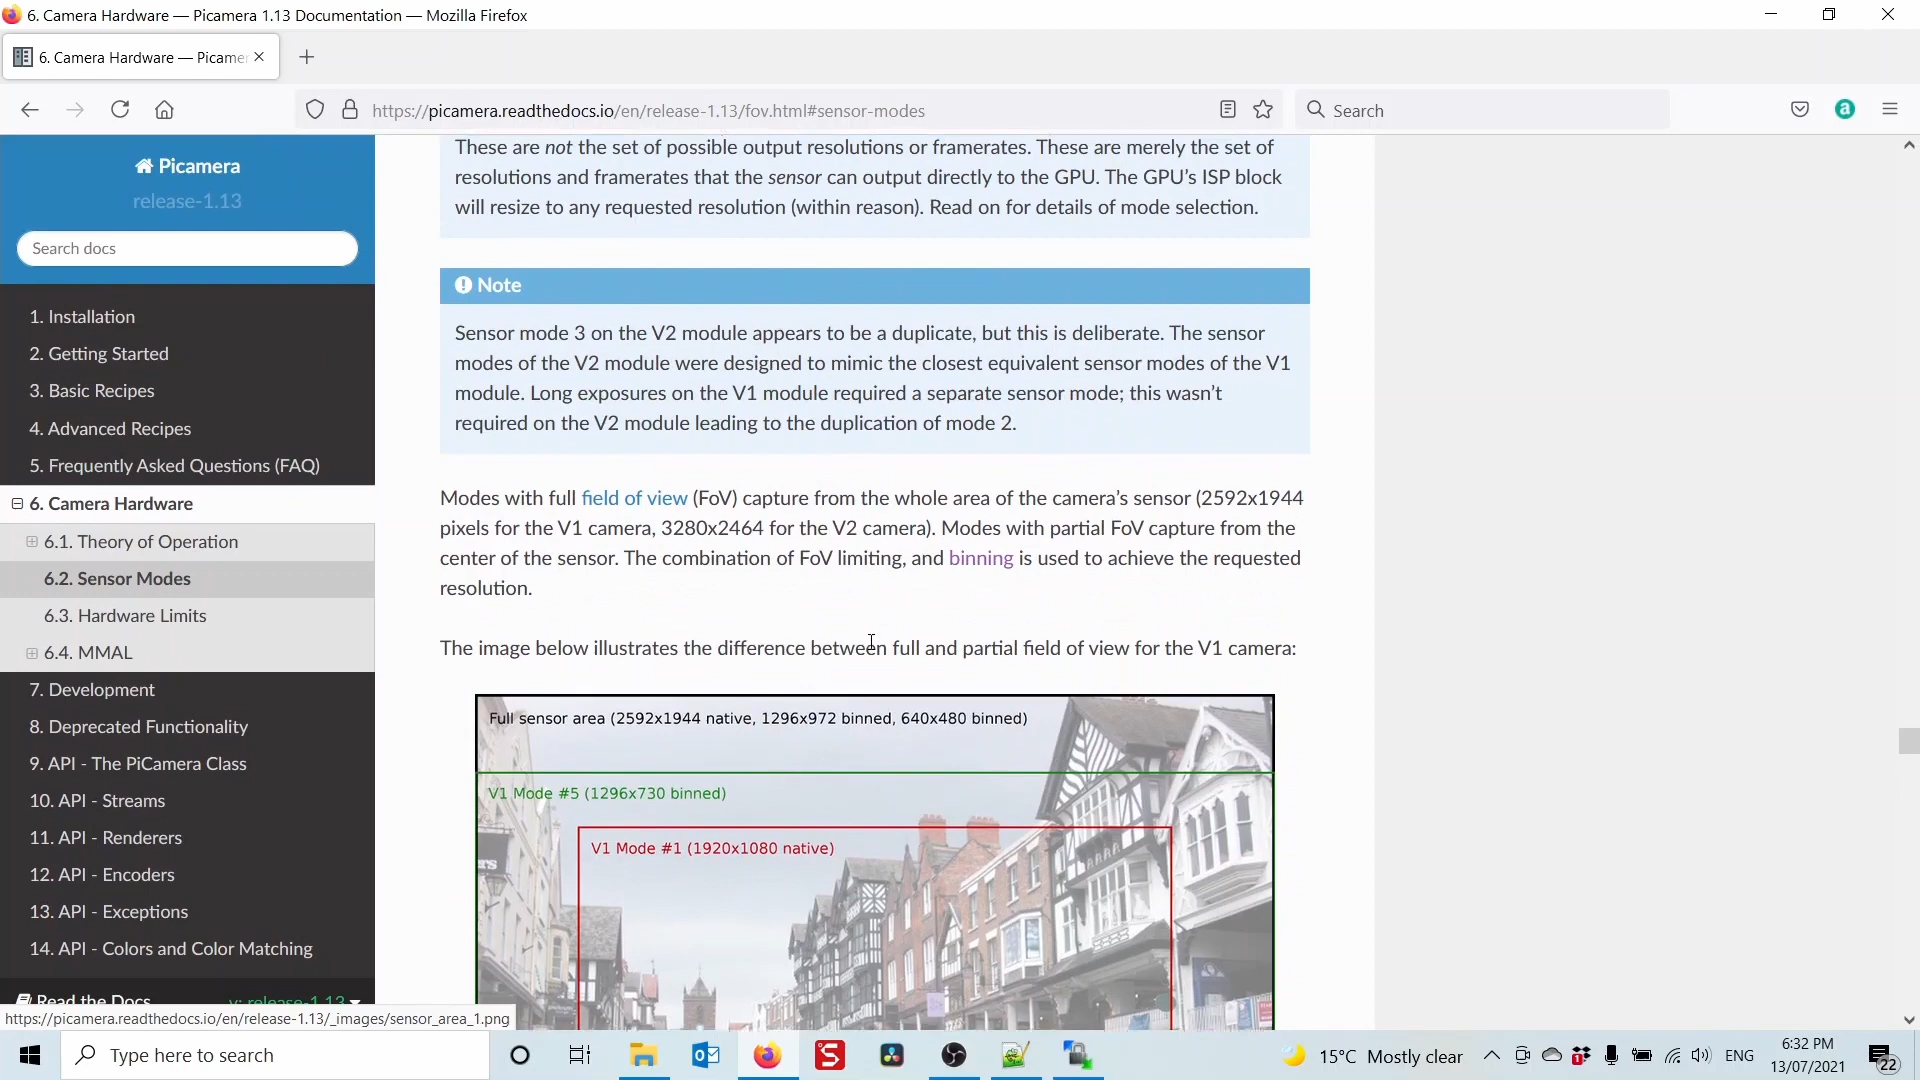 6. Camera Hardware — Picamera 1.13 Documentation — Mozilla Firefox
6. Camera Hardware — Picame
https://picamera.readthedocs.io/en/release-1.13/fov.html#sensor-modes
Search
Picamera
release-1.13
Search docs
1. Installation
2. Getting Started
3. Basic Recipes
4. Advanced Recipes
5. Frequently Asked Questions (FAQ)
6. Camera Hardware
6.1. Theory of Operation
6.2. Sensor Modes
6.3. Hardware Limits
6.4. MMAL
7. Development
8. Deprecated Functionality
9. API - The PiCamera Class
10. API - Streams
11. API - Renderers
12. API - Encoders
13. API - Exceptions
14. API - Colors and Color Matching
Read the Docs v: release-1.13
https://picamera.readthedocs.io/en/release-1.13/_images/sensor_area_1.png
These are not the set of possible output resolutions or framerates. These are merely the set of
resolutions and framerates that the sensor can output directly to the GPU. The GPU's ISP block
will resize to any requested resolution (within reason). Read on for details of mode selection.
Note
Sensor mode 3 on the V2 module appears to be a duplicate, but this is deliberate. The sensor
modes of the V2 module were designed to mimic the closest equivalent sensor modes of the V1
module. Long exposures on the V1 module required a separate sensor mode; this wasn't
required on the V2 module leading to the duplication of mode 2.
Modes with full field of view (FoV) capture from the whole area of the camera's sensor (2592x1944
pixels for the V1 camera, 3280x2464 for the V2 camera). Modes with partial FoV capture from the
center of the sensor. The combination of FoV limiting, and binning is used to achieve the requested
resolution.
The image below illustrates the difference between full and partial field of view for the V1 camera:
Full sensor area (2592x1944 native, 1296x972 binned, 640x480 binned)
V1 Mode #5 (1296x730 binned)
V1 Mode #1 (1920x1080 native)
Type here to search
15°C Mostly clear
ENG
6:32 PM
13/07/2021
22